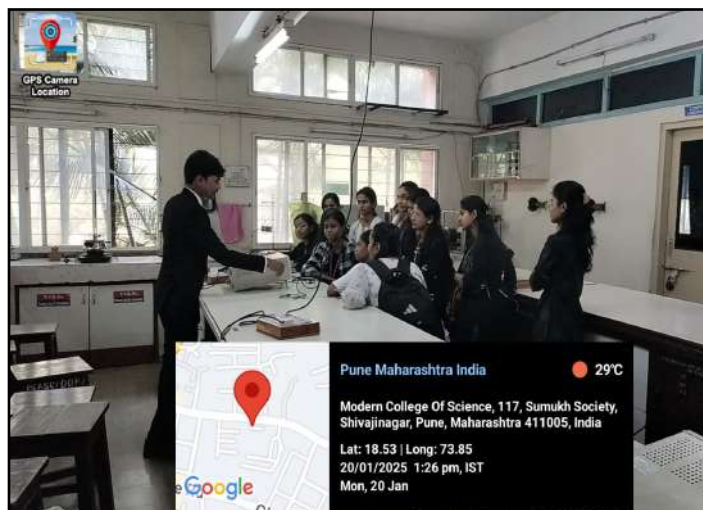 GPS Camera
Location
Pune Maharashtra India
29°C
Modern College Of Science, 117, Sumukh Society,
Shivajinagar, Pune, Maharashtra 411005, India
Lat: 18.53 | Long: 73.85
20/01/2025 1:26 pm, IST
Mon, 20 Jan
Google